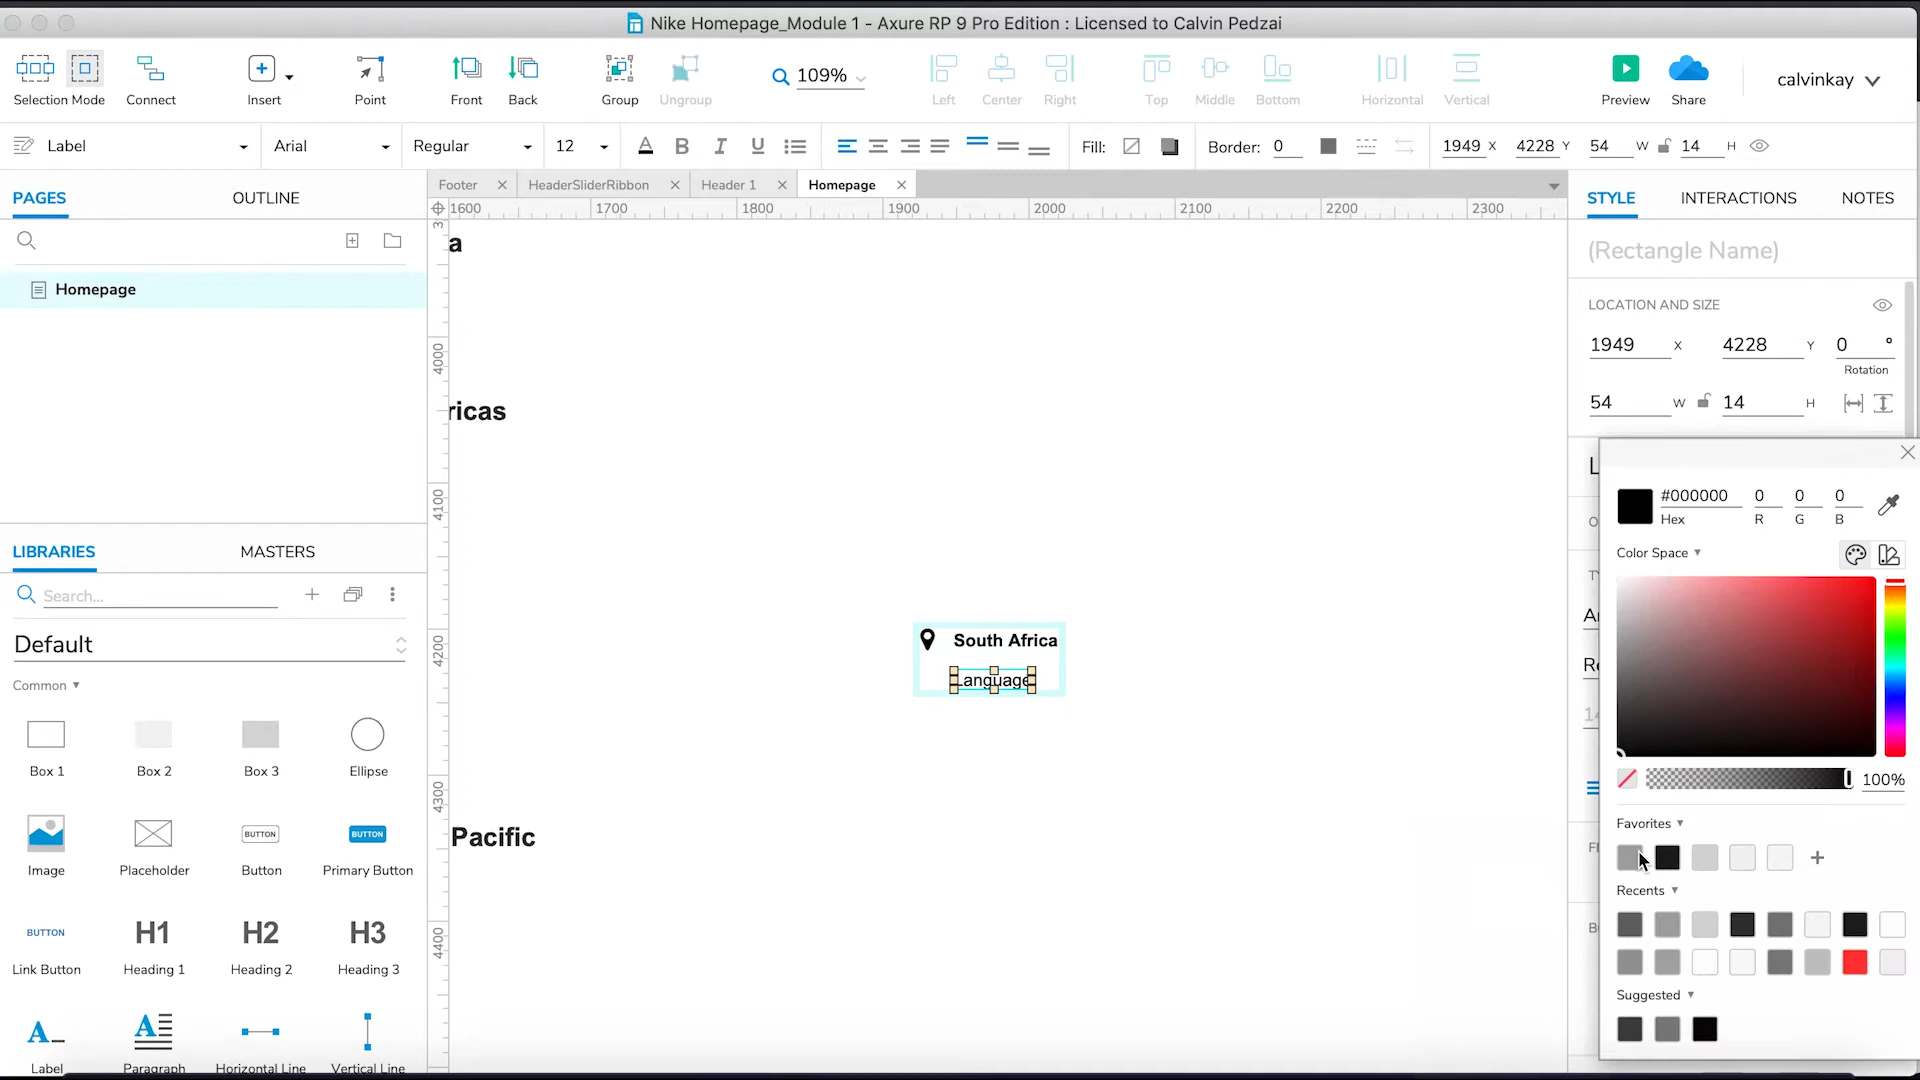 Nike Homepage_Module 1 - Axure RP 9 Pro Edition : Licensed to Calvin Pedzai
Selection Mode Connect Insert Point Front Back Group Ungroup 109% Left Center Right Top Middle Bottom Horizontal Vertical Preview Share calvinkay
Label Arial Regular 12 A B I U Fill: Border: 0 1949 X 4228 Y 54 W 14 H
PAGES OUTLINE
Footer HeaderSliderRibbon Header 1 Homepage
STYLE INTERACTIONS NOTES
1600 1700 1800 1900 2000 2100 2200 2300
Homepage
LIBRARIES MASTERS
Search...
Default
Common
Box 1 Box 2 Box 3 Ellipse
BUTTON BUTTON
Image Placeholder Button Primary Button
BUTTON H1 H2 H3
Link Button Heading 1 Heading 2 Heading 3
A A
Label Paragraph Horizontal Line Vertical Line
4000
4100
4200
4300
4400
a
ricas
South Africa
Language
Pacific
(Rectangle Name)
LOCATION AND SIZE
1949 X 4228 Y 0 °
Rotation
54 W 14 H
#000000 0 0 0
Hex R G B
Color Space
100%
Favorites
Recents
Suggested